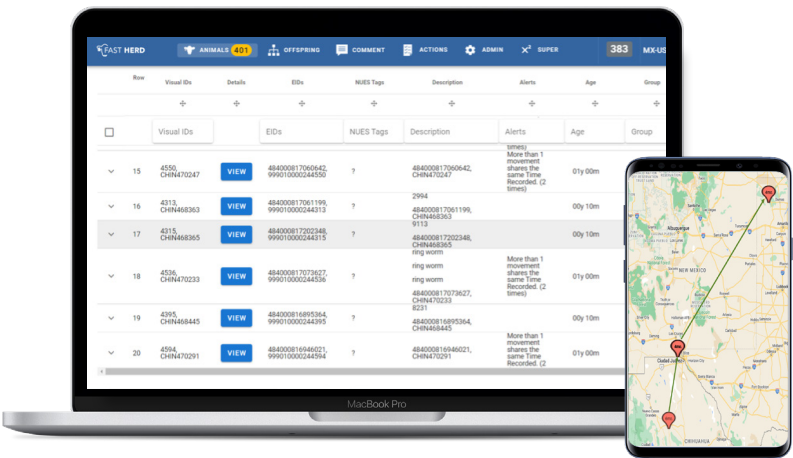 FAST HERD ANIMALS 401 OFFSPRING COMMENT ACTIONS ADMIN X² SUPER 383 MX-US
Row Visual IDs Details EIDs NUES Tags Description Alerts Age Group
Visual IDs EIDs NUES Tags Description Alerts Age Group
times)
15 4550, CHIN470247 VIEW 484000817060642, 999010000244550 ? 484000817060642, CHIN470247 More than 1 movement shares the same Time Recorded. (2 times) 01y 00m
16 4313, CHIN468363 VIEW 484000817061199, 999010000244313 ? 2994 484000817061199, CHIN468363 00y 10m
17 4315, CHIN468365 VIEW 484000817202348, 999010000244315 ? 9113 484000817202348, CHIN468365 00y 10m
18 4536, CHIN470233 VIEW 484000817073627, 999010000244536 ? ring worm ring worm ring worm 484000817073627, CHIN470233 More than 1 movement shares the same Time Recorded. (2 times) 01y 00m
19 4395, CHIN468445 VIEW 484000816895364, 999010000244395 ? 8231 484000816895364, CHIN468445 00y 10m
20 4594, CHIN470291 VIEW 484000816946021, 999010000244594 ? 484000816946021, CHIN470291 More than 1 movement shares the same Time Recorded. (2 01y 00m
MacBook Pro
Albuquerque
NEW MEXICO
Ciudad Juárez
CHIHUAHUA